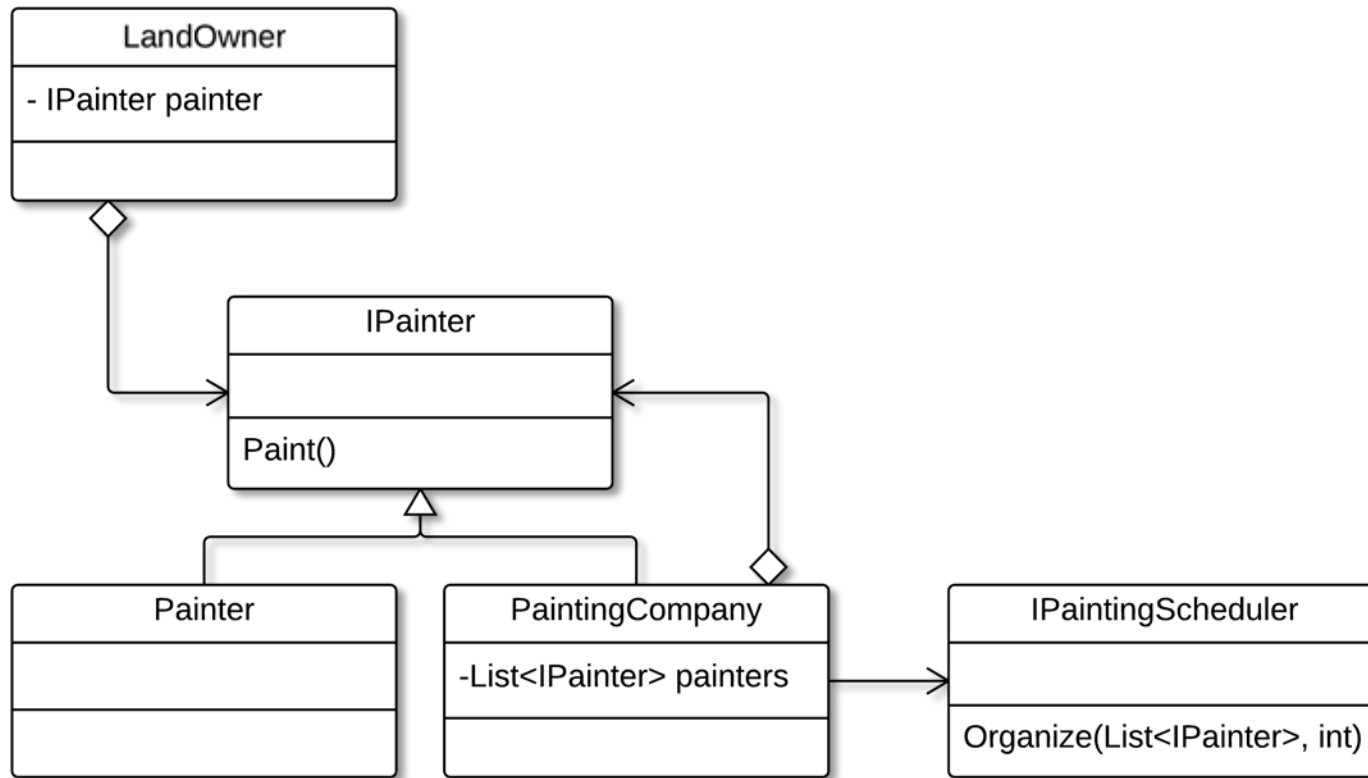 LandOwner
- IPainter painter
IPainter
Paint()
Painter
PaintingCompany
-List<IPainter> painters
IPaintingScheduler
Organize(List<IPainter>, int)